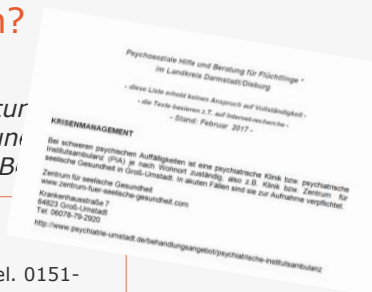 n?
Psychosoziale Hilfe und Beratung für Flüchtlinge -
im Landkreis Darmstadt/Dieburg
- diese Liste erhebt keinen Anspruch auf Vollständigkeit -
- die Texte basieren z.T. auf Internetrecherche -
- Stand: Februar 2017 -
KRISENMANAGEMENT
Bei schweren psychischen Auffälligkeiten ist eine psychiatrische Klinik bzw. psychiatrische
Institutsambulanz (PIA) je nach Wohnort zuständig, also z.B. Klinik bzw. Zentrum für
seelische Gesundheit in Groß-Umstadt. In akuten Fällen sind sie zur Aufnahme verpflichtet.
Zentrum für seelische Gesundheit
www.zentrum-fuer-seelische-gesundheit.com
Krankenhausstraße 7
64823 Groß-Umstadt
Tel: 06078-79-2920
http://www.psychiatrie-umstadt.de/behandlungsangebot/psychiatrische-institutsambulanz
el. 0151-